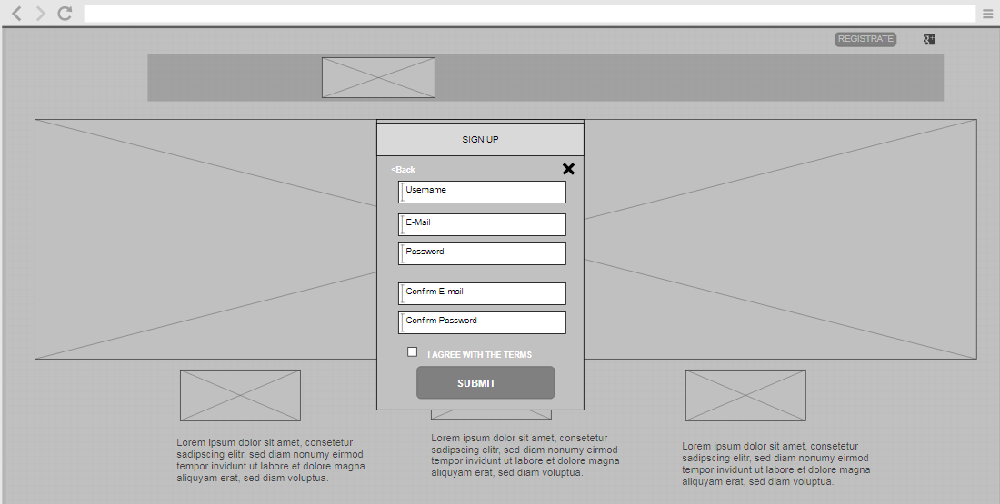 REGISTRATE
g+
SIGN UP
<Back
Username
E-Mail
Password
Confirm E-mail
Confirm Password
I AGREE WITH THE TERMS
SUBMIT
Lorem ipsum dolor sit amet, consetetur
sadipscing elitr, sed diam nonumy eirmod
tempor invidunt ut labore et dolore magna
aliquyam erat, sed diam voluptua.
Lorem ipsum dolor sit amet, consetetur
sadipscing elitr, sed diam nonumy eirmod
tempor invidunt ut labore et dolore magna
aliquyam erat, sed diam voluptua.
Lorem ipsum dolor sit amet, consetetur
sadipscing elitr, sed diam nonumy eirmod
tempor invidunt ut labore et dolore magna
aliquyam erat, sed diam voluptua.